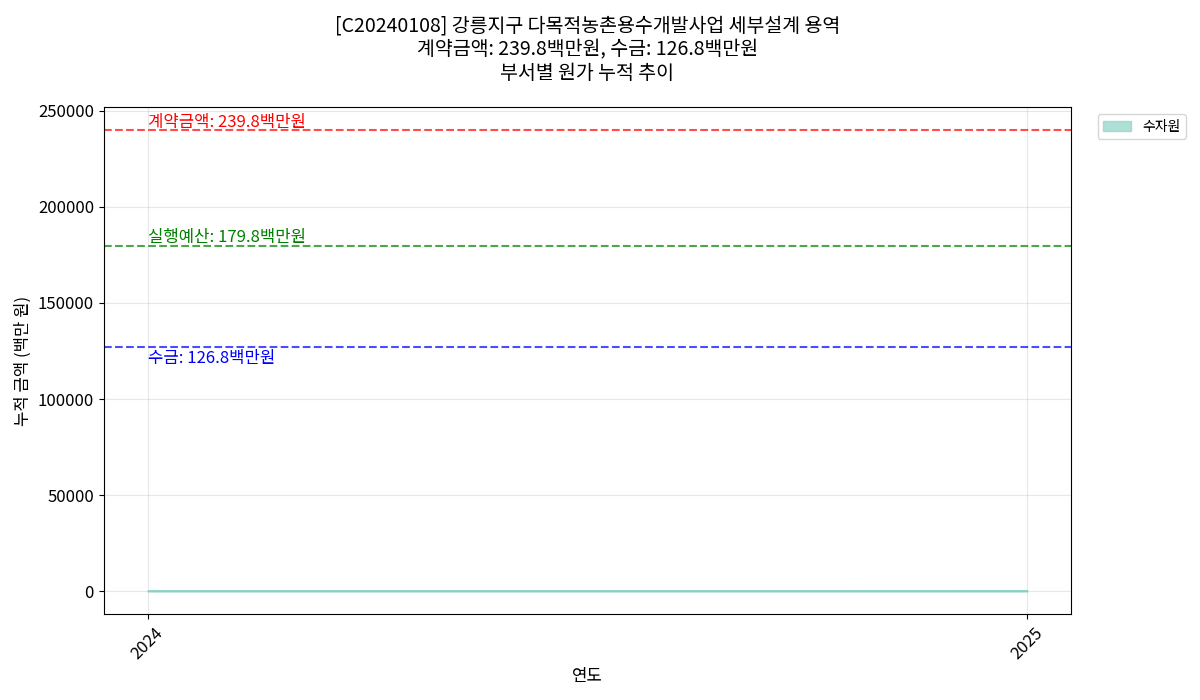 [C20240108] 강릉지구 다목적농촌용수개발사업 세부설계 용역
계약금액: 239.8백만원, 수금: 126.8백만원
부서별 원가 누적 추이
250000
계약금액: 239.8백만원
수자원
200000
실행예산: 179.8백만원
150000
수금: 126.8백만원
100000
50000
0
누적 금액 (백만 원)
2024
2025
연도